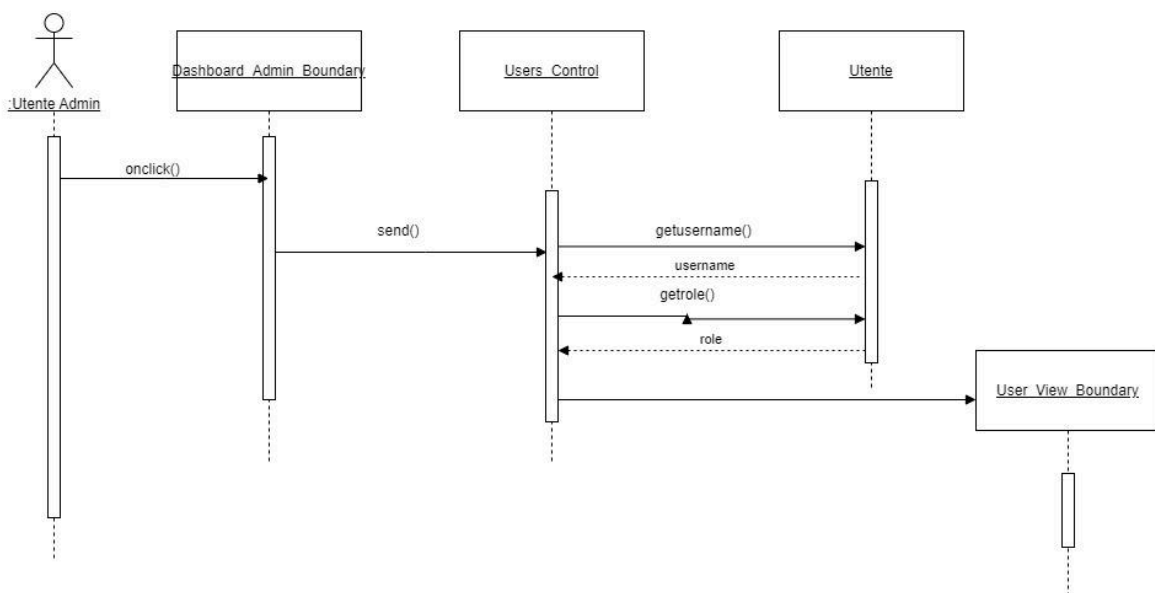 :Utente Admin
Dashboard_Admin_Boundary
Users_Control
Utente
onclick()
send()
getusername()
username
getrole()
role
User_View_Boundary